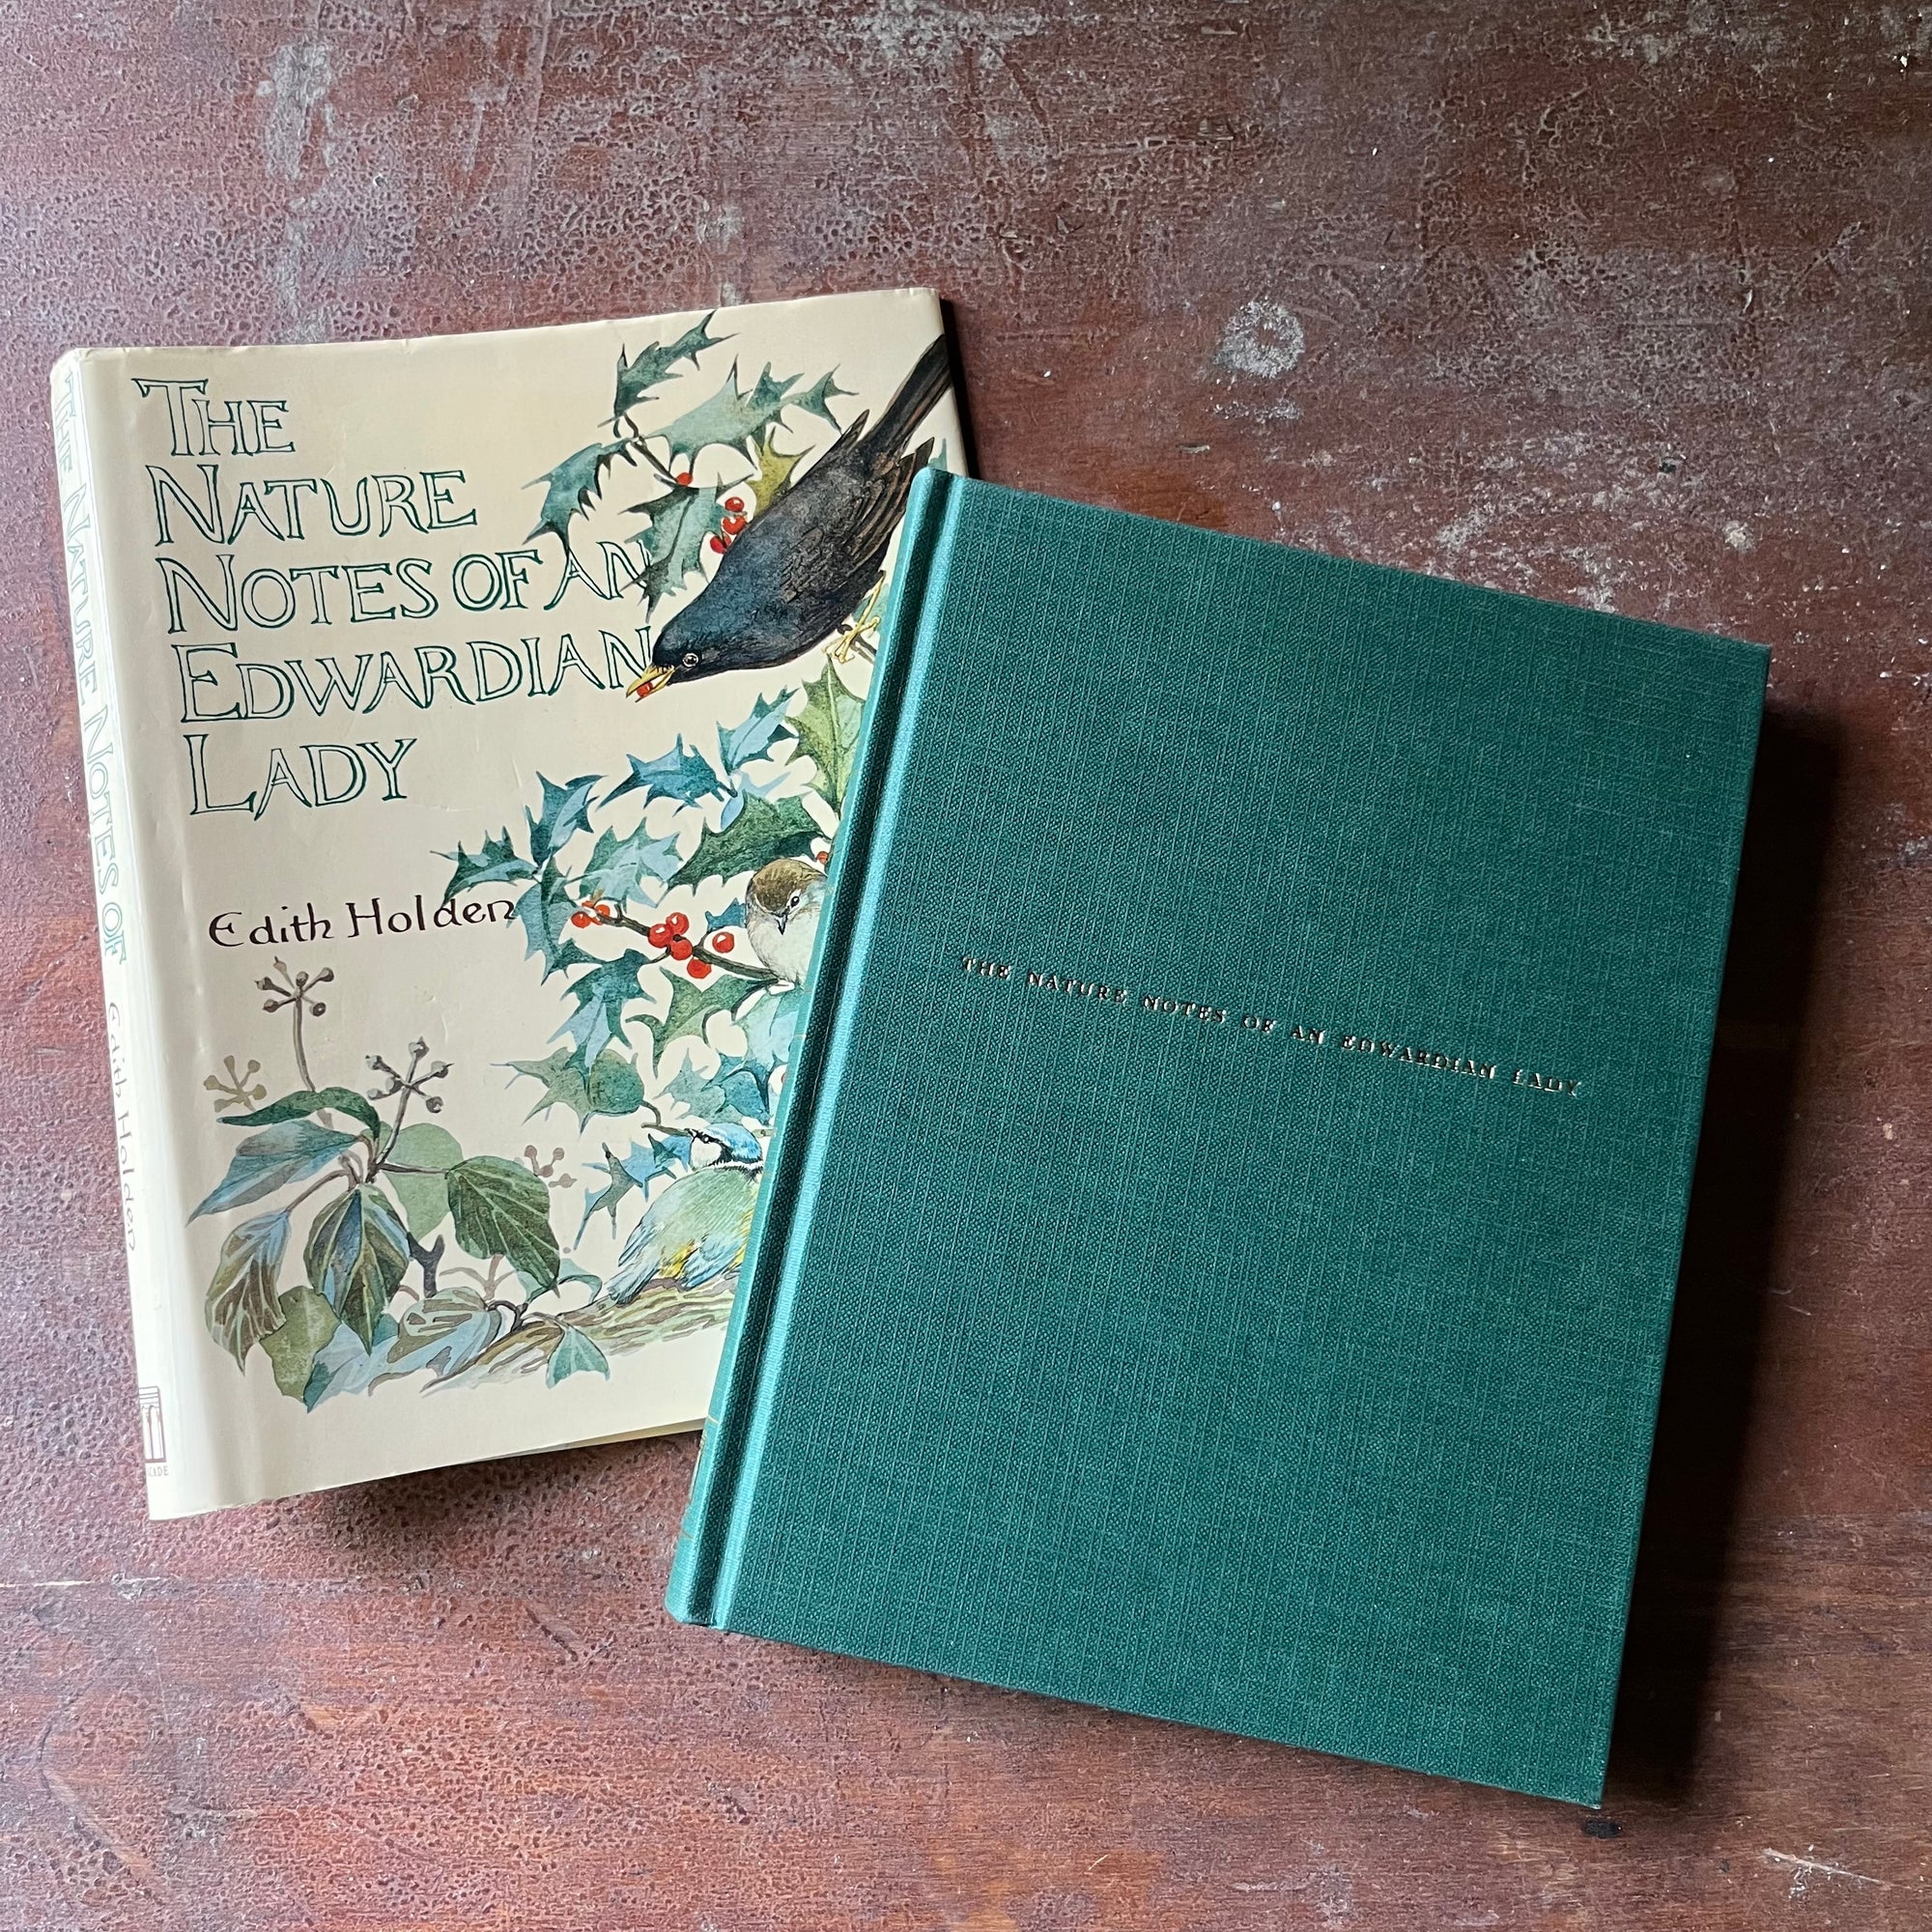 THE
NATURE
NOTES OF AN
EDWARDIAN
LADY
Edith Holden
THE NATURE NOTES OF
Edith Holden
THE NATURE NOTES OF AN EDWARDIAN LADY